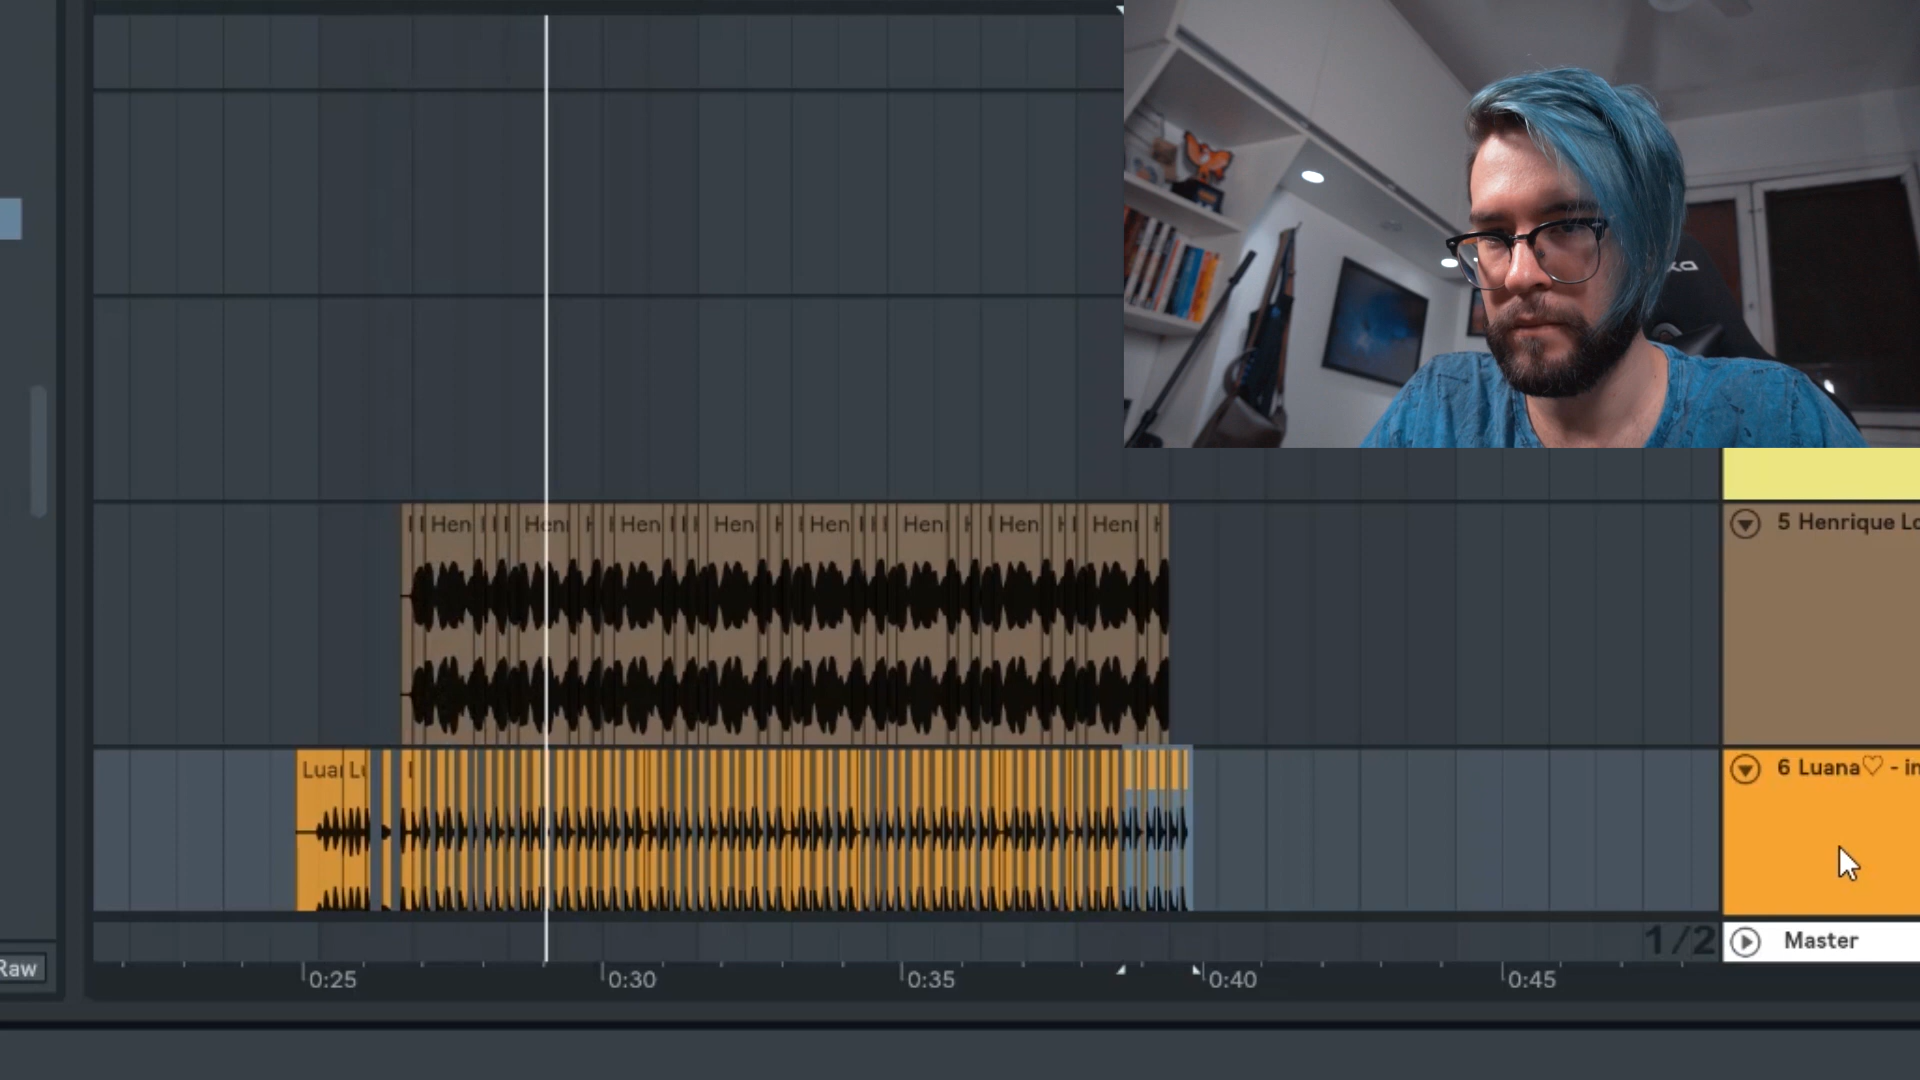 Hen Hen Hen Hen Hen Hen Hen Hen
5 Henrique Lo
Luar Lu
6 Luana♡ - in
1/2
Master
Raw
0:25 0:30 0:35 0:40 0:45